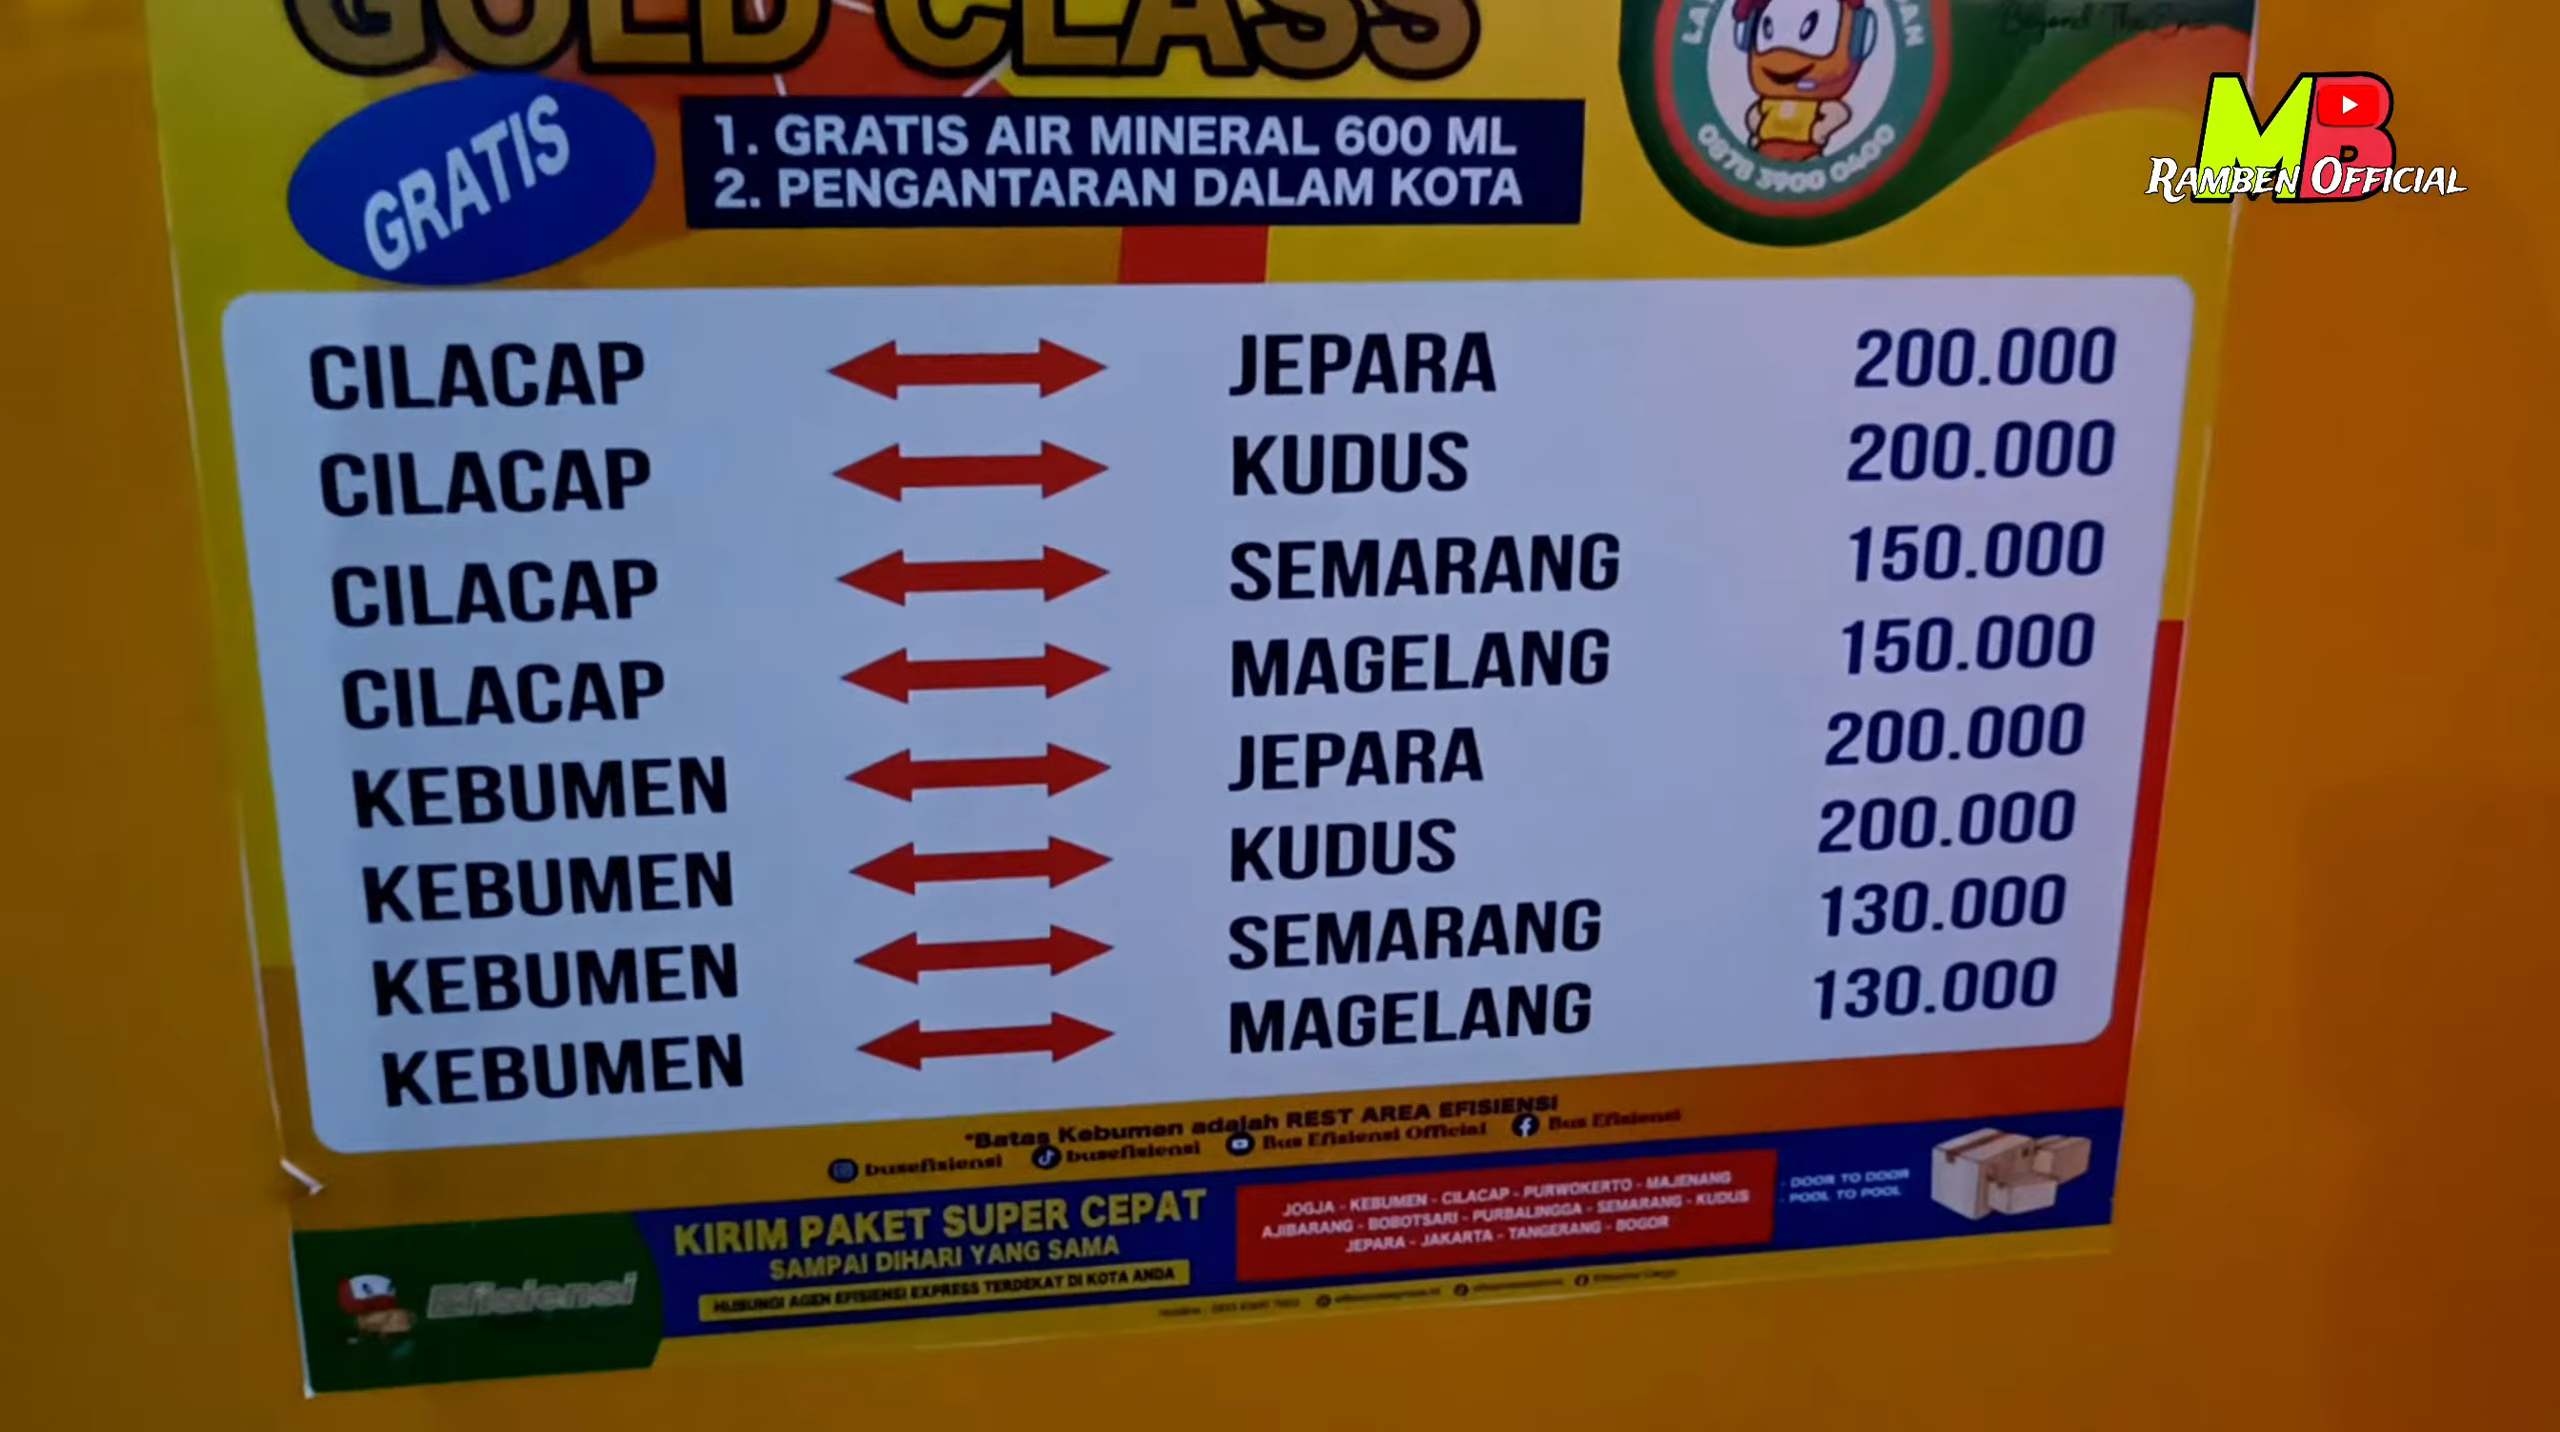 GOLD CLASS
GRATIS
1. GRATIS AIR MINERAL 600 ML
2. PENGANTARAN DALAM KOTA
0878 3900 0400
MB
RAMBEN OFFICIAL
CILACAP JEPARA 200.000
CILACAP KUDUS 200.000
CILACAP SEMARANG 150.000
CILACAP MAGELANG 150.000
KEBUMEN JEPARA 200.000
KEBUMEN KUDUS 200.000
KEBUMEN SEMARANG 130.000
KEBUMEN MAGELANG 130.000
*Batas Kebumen adalah REST AREA EFISIENSI
busefisiensi busefisiensi Bus Efisiensi Official Bus Efisiensi
Efisiensi
KIRIM PAKET SUPER CEPAT
SAMPAI DIHARI YANG SAMA
HUBUNGI AGEN EFISIENSI EXPRESS TERDEKAT DI KOTA ANDA
JOGJA - KEBUMEN - CILACAP - PURWOKERTO - MAJENANG
AJIBARANG - BOBOTSARI - PURBALINGGA - SEMARANG - KUDUS
JEPARA - JAKARTA - TANGERANG - BOGOR
- DOOR TO DOOR
- POOL TO POOL